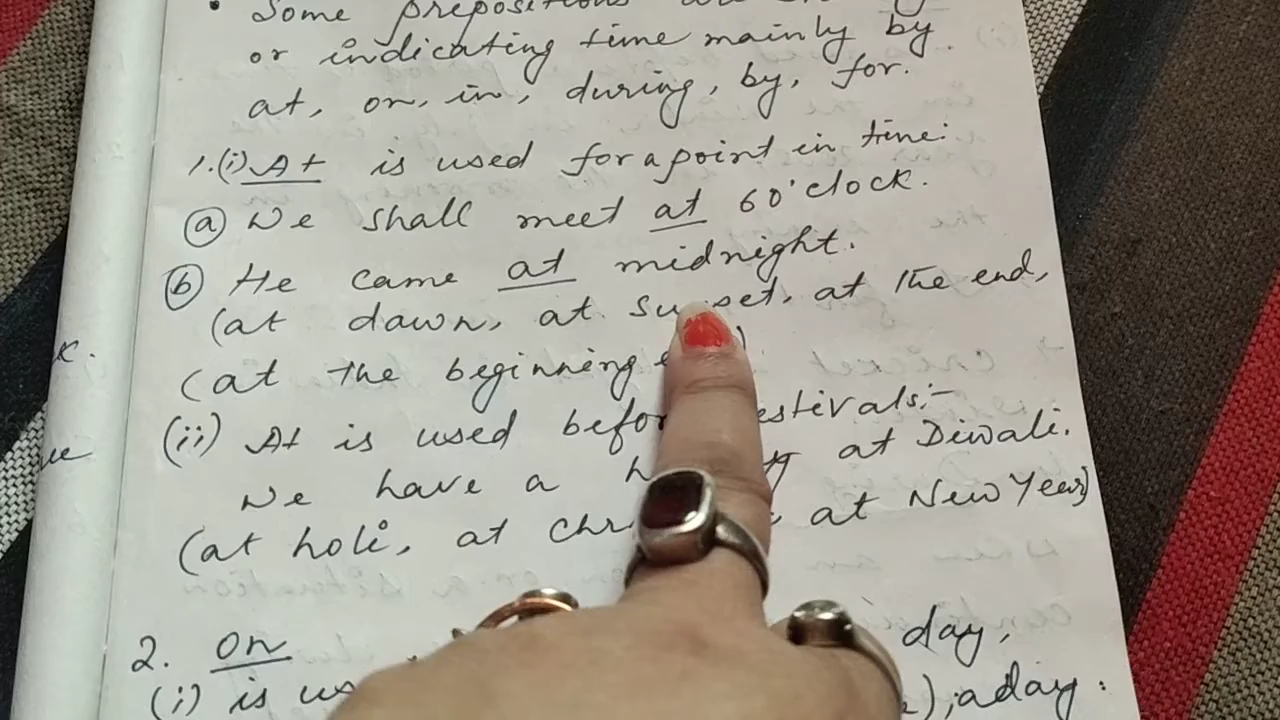 • Some prepositions
or indicating time mainly by
at, on, in, during, by, for.
1.(i) At is used for a point in time:
(a) We shall meet at 6 o'clock.
(b) He came at midnight.
(at dawn, at sunset, at the end,
(at the beginning
(ii) At is used before festivals:-
We have a at Diwali.
(at holi, at at New Year)
2. On day,
(i) is a day.